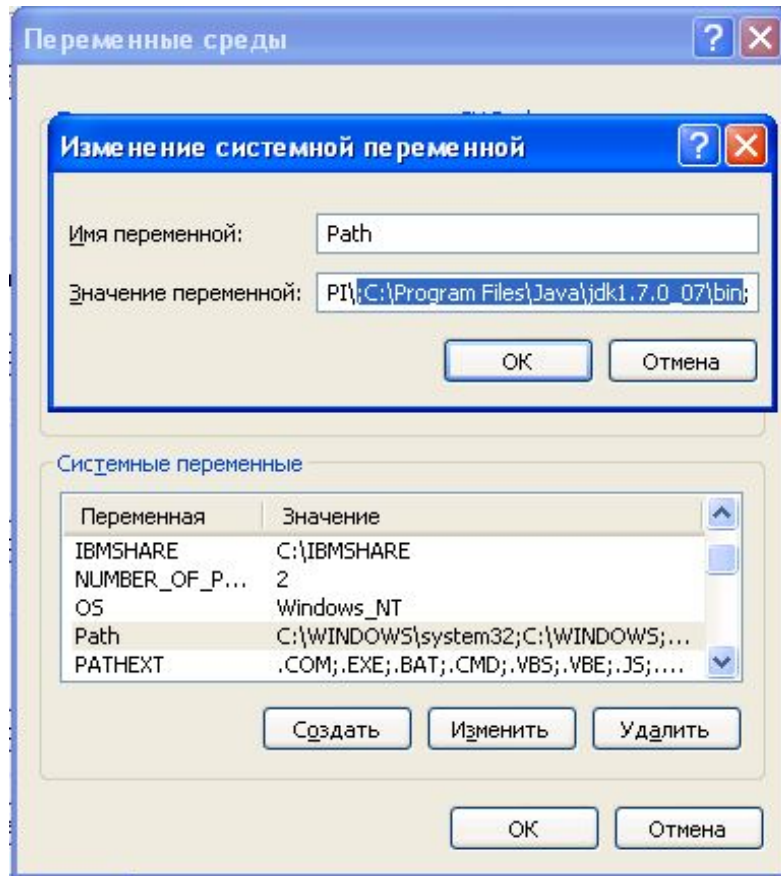 Переменные среды
Изменение системной переменной
Имя переменной: Path
Значение переменной: PI\;C:\Program Files\Java\jdk1.7.0_07\bin;
ОК Отмена
Системные переменные
Переменная Значение
IBMSHARE C:\IBMSHARE
NUMBER_OF_P... 2
OS Windows_NT
Path C:\WINDOWS\system32;C:\WINDOWS;...
PATHEXT .COM;.EXE;.BAT;.CMD;.VBS;.VBE;.JS;....
Создать Изменить Удалить
ОК Отмена